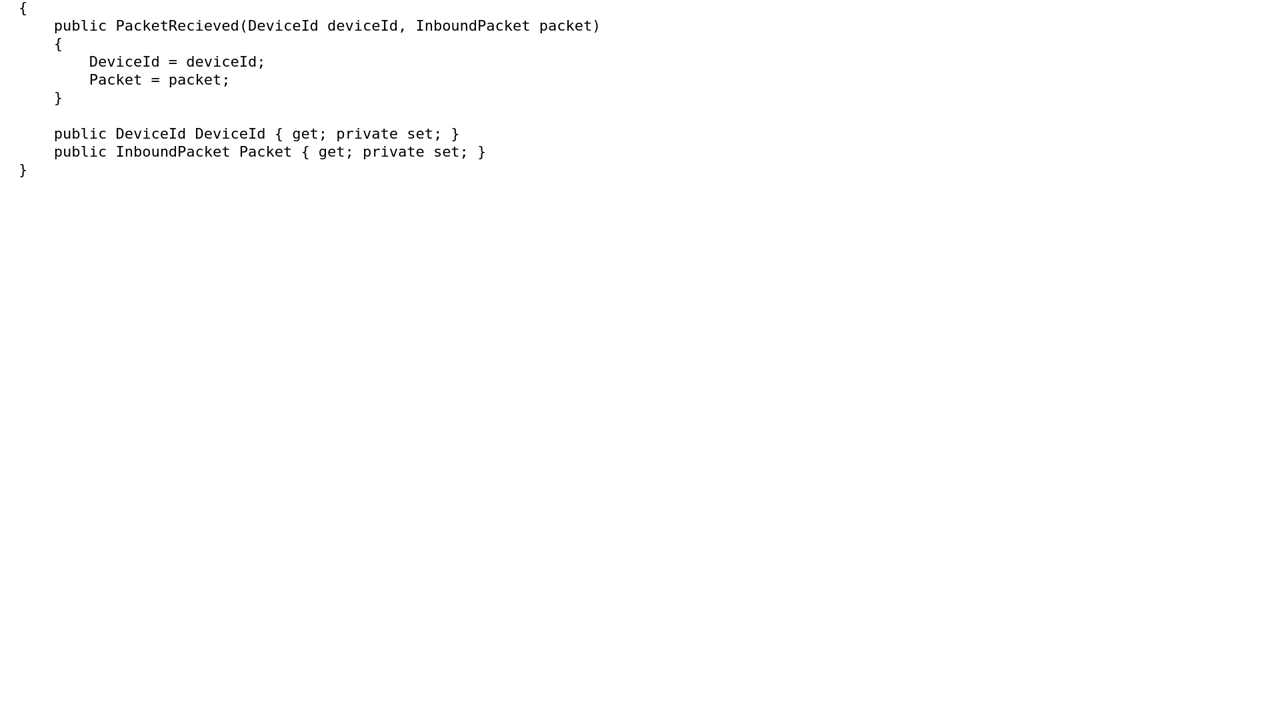 {
    public PacketRecieved(DeviceId deviceId, InboundPacket packet)
    {
        DeviceId = deviceId;
        Packet = packet;
    }

    public DeviceId DeviceId { get; private set; }
    public InboundPacket Packet { get; private set; }
}